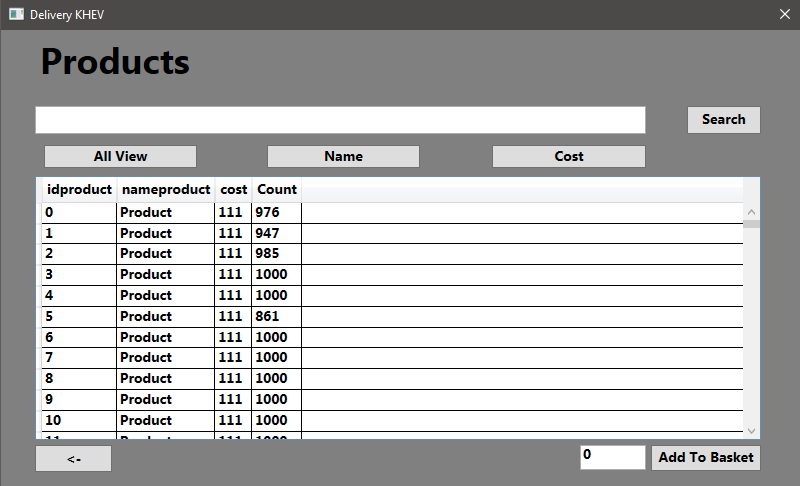 Delivery KHEV
Products
Search
All View Name Cost
idproduct nameproduct cost Count
0 Product 111 976
1 Product 111 947
2 Product 111 985
3 Product 111 1000
4 Product 111 1000
5 Product 111 861
6 Product 111 1000
7 Product 111 1000
8 Product 111 1000
9 Product 111 1000
10 Product 111 1000
11 Product 111 1000
<- 0 Add To Basket